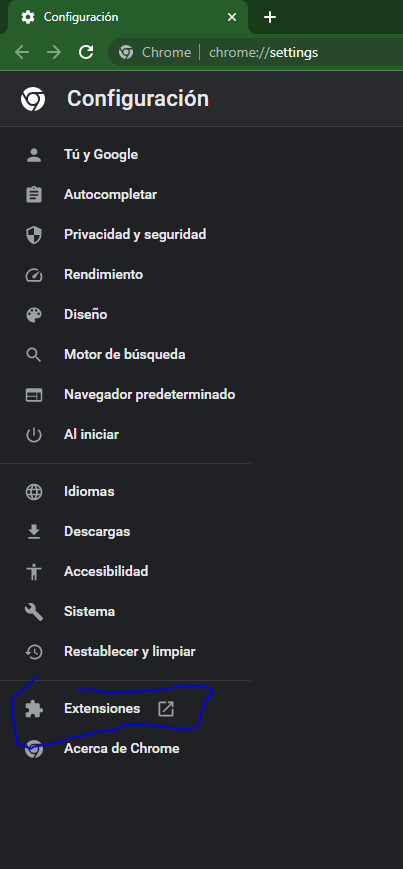 Configuración
Chrome | chrome://settings
Configuración
Tú y Google
Autocompletar
Privacidad y seguridad
Rendimiento
Diseño
Motor de búsqueda
Navegador predeterminado
Al iniciar
Idiomas
Descargas
Accesibilidad
Sistema
Restablecer y limpiar
Extensiones
Acerca de Chrome